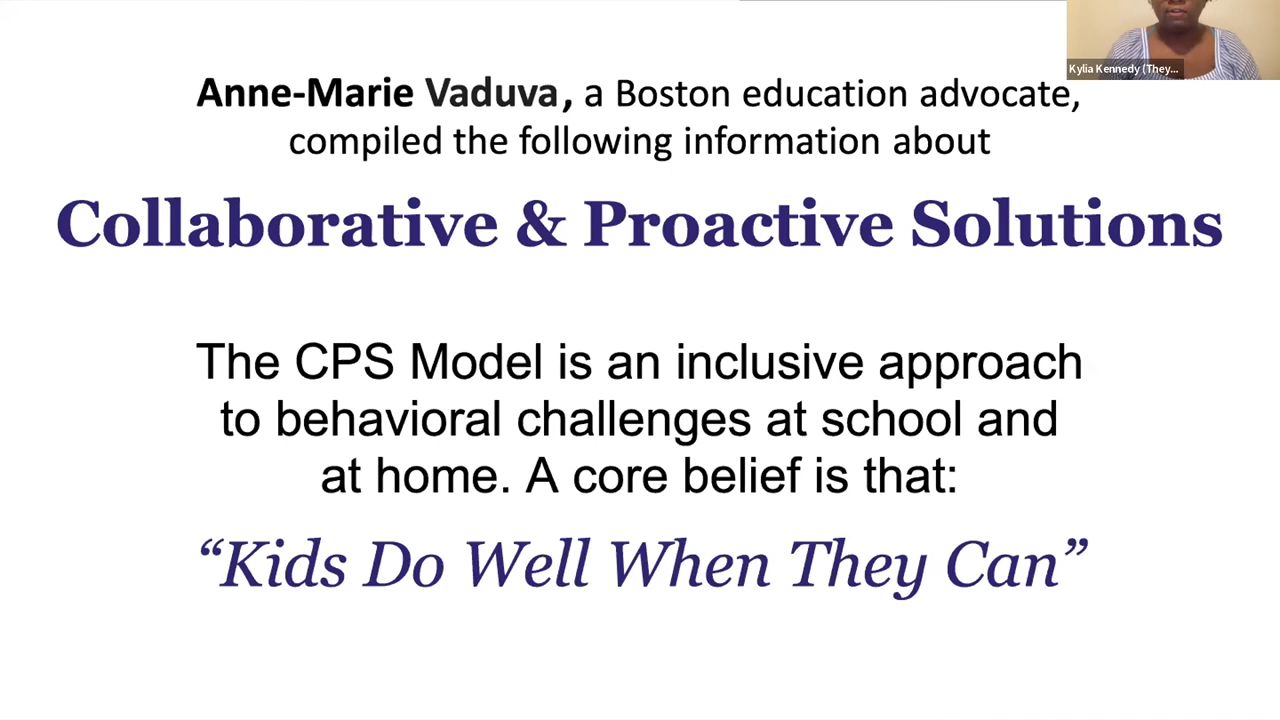 Kylia Kennedy (They...
Anne-Marie Vaduva, a Boston education advocate,
compiled the following information about
Collaborative & Proactive Solutions
The CPS Model is an inclusive approach
to behavioral challenges at school and
at home. A core belief is that:
“Kids Do Well When They Can”